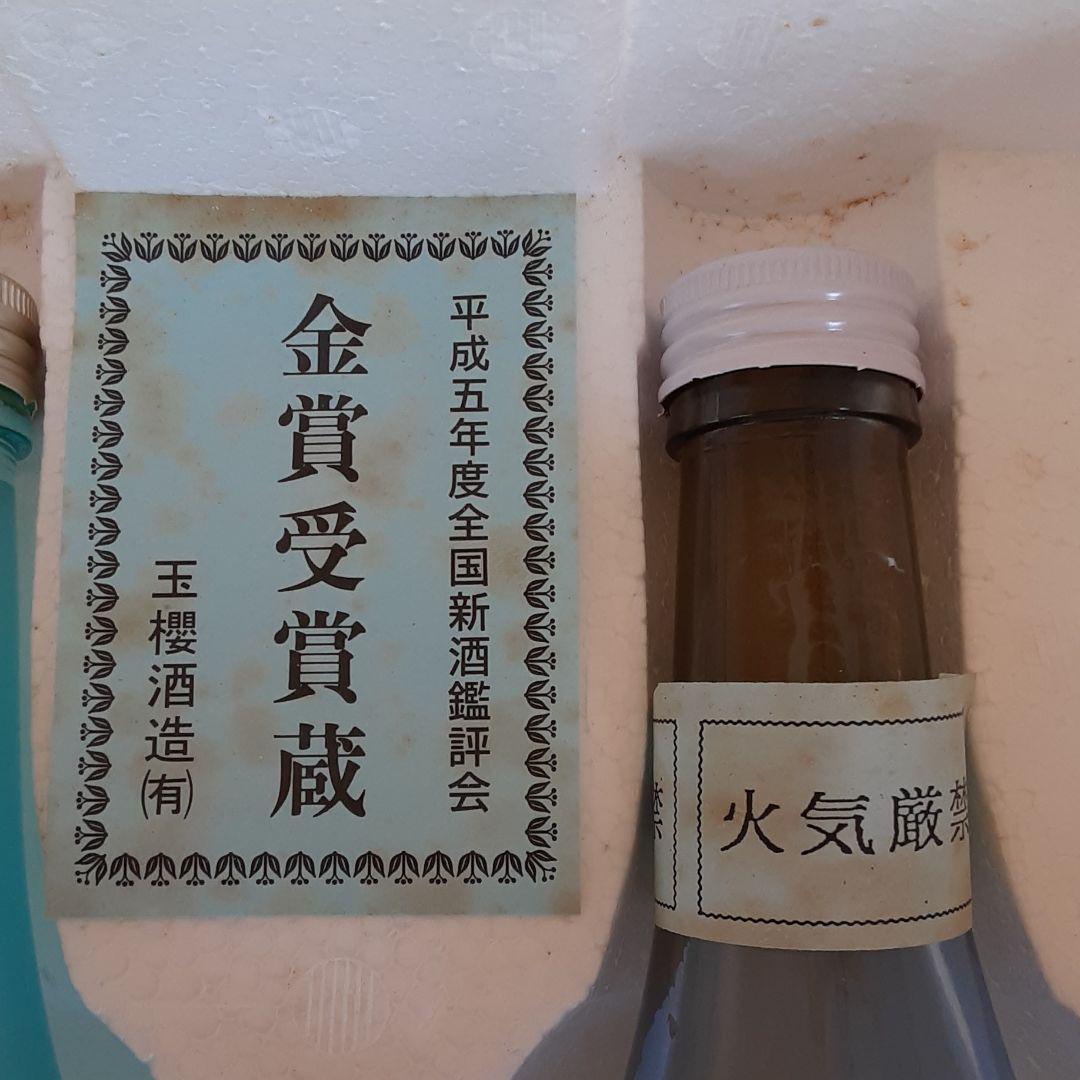 平成五年度全国新酒鑑評会
金賞受賞蔵
玉櫻酒造㈲
火気厳禁